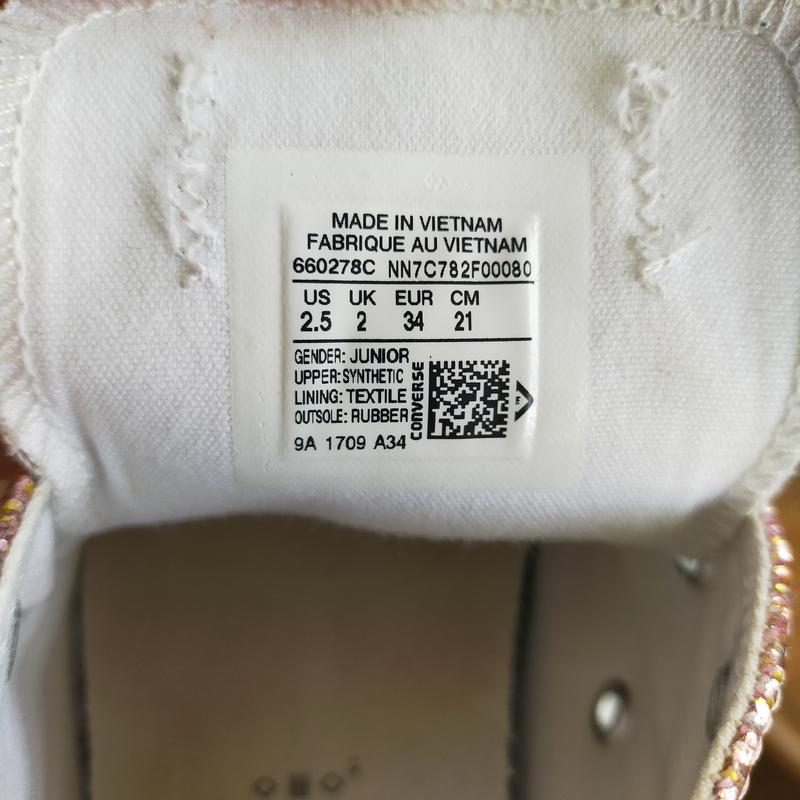 MADE IN VIETNAM
FABRIQUE AU VIETNAM
660278C NN7C782F00080
US UK EUR CM
2.5 2 34 21
GENDER: JUNIOR
UPPER: SYNTHETIC
LINING: TEXTILE
OUTSOLE: RUBBER
9A 1709 A34
CONVERSE